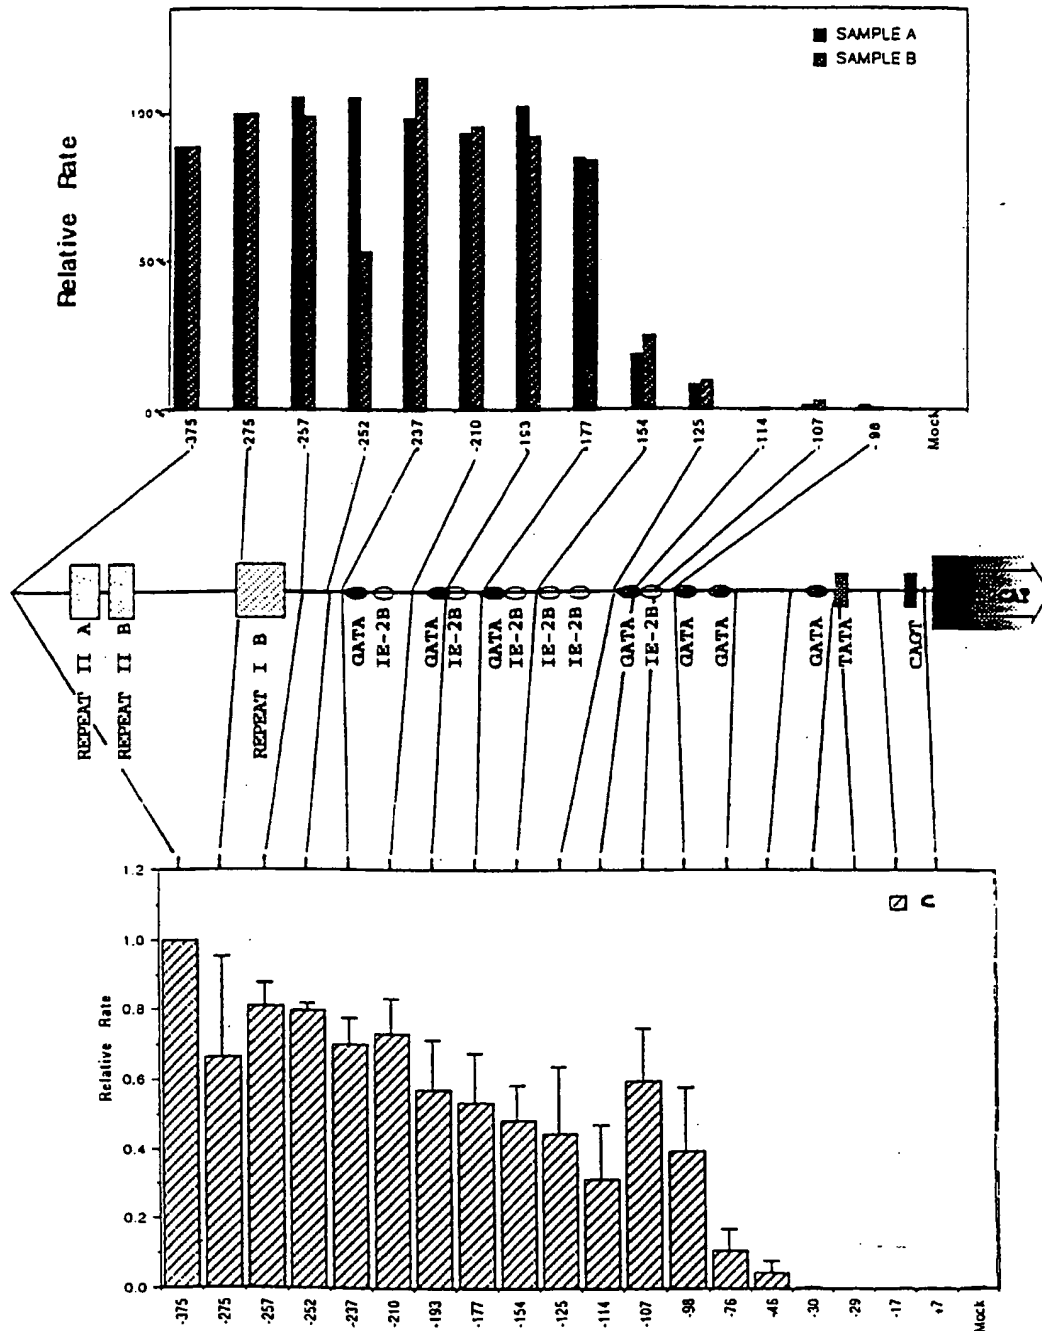 SAMPLE A
SAMPLE B
Relative Rate
100%
50%
0%
-375
-275
-257
-252
-237
-210
-193
-177
-154
-125
-114
-107
-98
Mock
REPEAT II A
REPEAT II B
REPEAT I B
GATA
IE-2B
GATA
IE-2B
GATA
IE-2B
IE-2B
IE-2B
GATA
IE-2B
GATA
GATA
GATA
TATA
CAGT
C
Relative Rate
1.2
1.0
0.8
0.6
0.4
0.2
0.0
-375
-275
-257
-252
-237
-210
-193
-177
-154
-125
-114
-107
-98
-76
-46
-30
-29
-17
+7
Mock